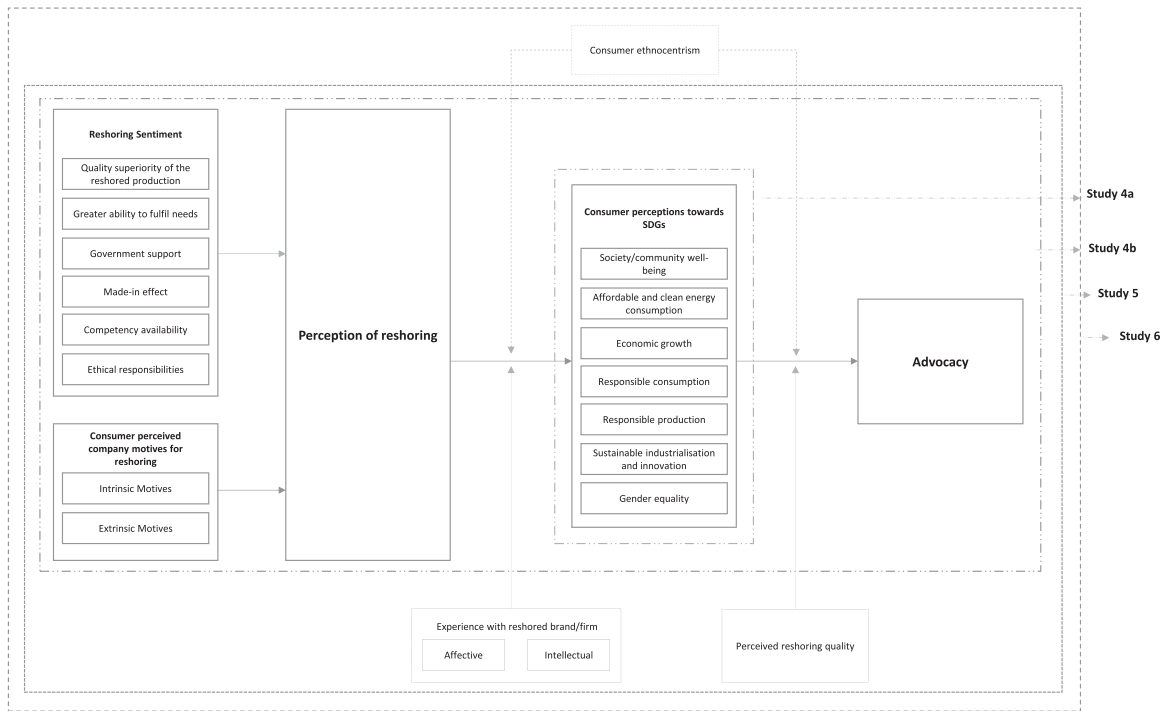 Consumer ethnocentrism
Reshoring Sentiment
Quality superiority of the
reshored production
Greater ability to fulfil needs
Government support
Made-in effect
Competency availability
Ethical responsibilities
Consumer perceived
company motives for
reshoring
Intrinsic Motives
Extrinsic Motives
Perception of reshoring
Consumer perceptions towards
SDGs
Society/community well-
being
Affordable and clean energy
consumption
Economic growth
Responsible consumption
Responsible production
Sustainable industrialisation
and innovation
Gender equality
Advocacy
Study 4a
Study 4b
Study 5
Study 6
Experience with reshored brand/firm
Affective
Intellectual
Perceived reshoring quality